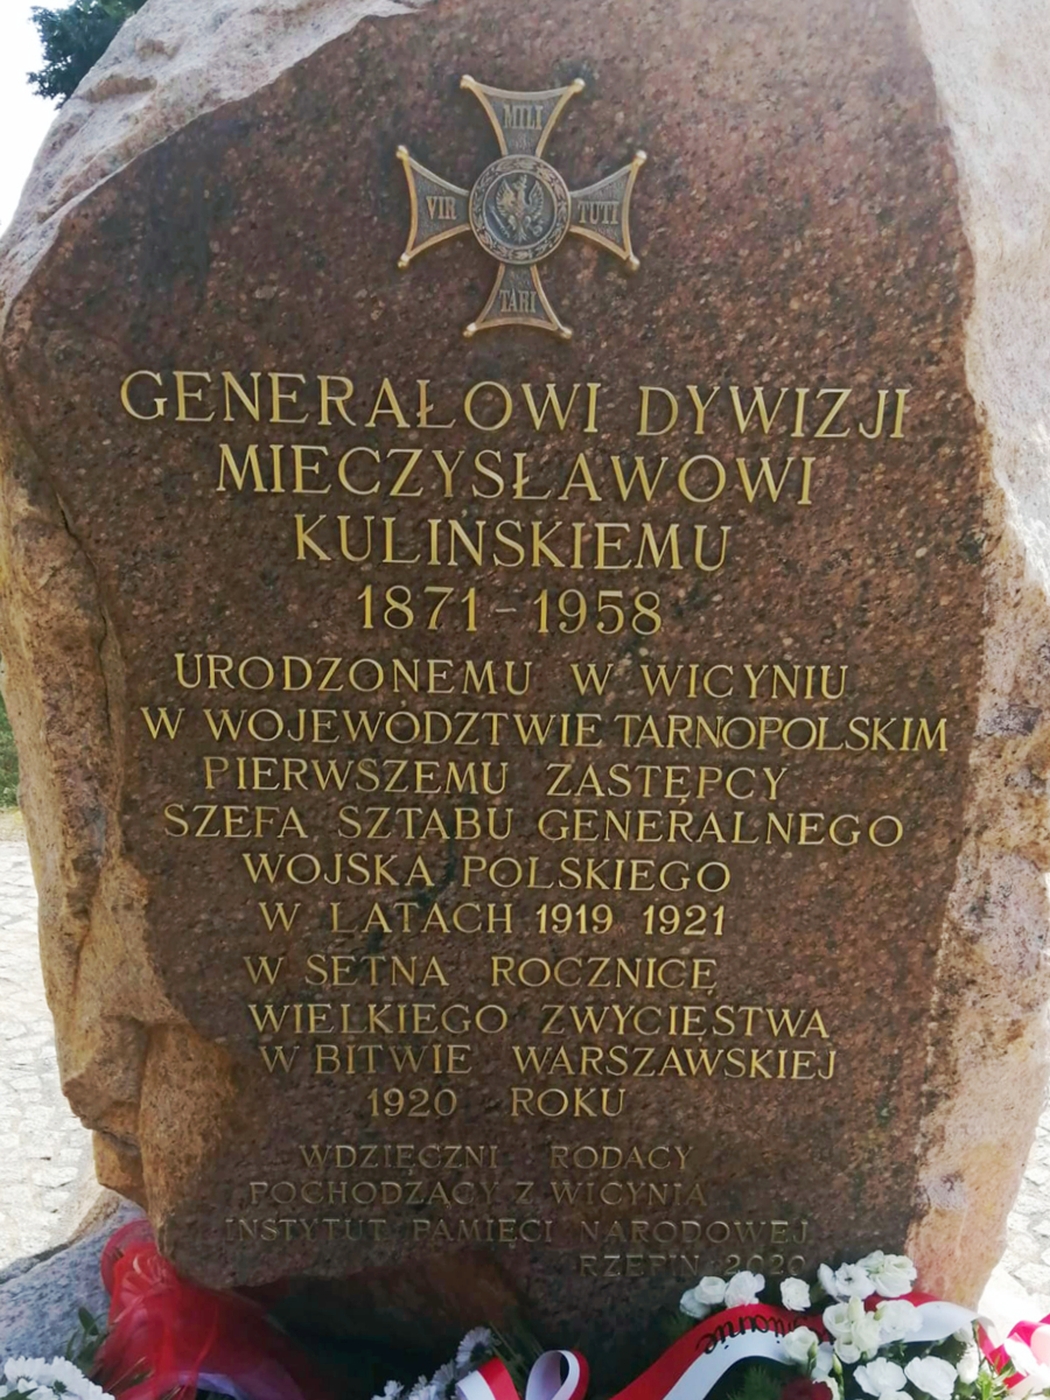 MILI
VIR TUTI
TARI
GENERAŁOWI DYWIZJI
MIECZYSŁAWOWI
KULINSKIEMU
1871-1958
URODZONEMU W WICYNIU
W WOJEWÓDZTWIE TARNOPOLSKIM
PIERWSZEMU ZASTĘPCY
SZEFA SZTABU GENERALNEGO
WOJSKA POLSKIEGO
W LATACH 1919 1921
W SETNĄ ROCZNICĘ
WIELKIEGO ZWYCIĘSTWA
W BITWIE WARSZAWSKIEJ
1920 ROKU
WDZIĘCZNI RODACY
POCHODZĄCY Z WICYNIA
INSTYTUT PAMIĘCI NARODOWEJ
RZEPIN 2020